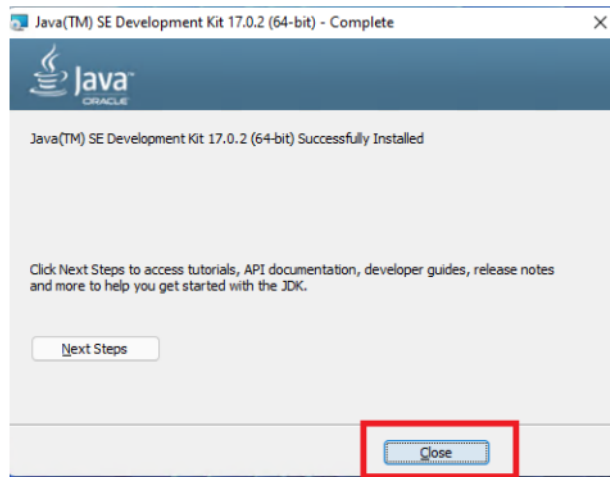 Java(TM) SE Development Kit 17.0.2 (64-bit) - Complete
Java
ORACLE
Java(TM) SE Development Kit 17.0.2 (64-bit) Successfully Installed
Click Next Steps to access tutorials, API documentation, developer guides, release notes
and more to help you get started with the JDK.
Next Steps
Close